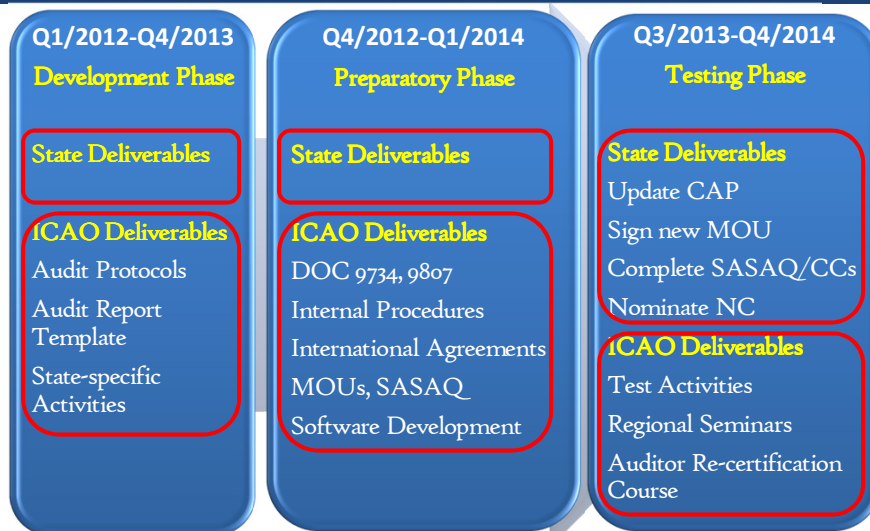 Q1/2012-Q4/2013
Development Phase
State Deliverables
ICAO Deliverables
Audit Protocols
Audit Report
Template
State-specific
Activities
Q4/2012-Q1/2014
Preparatory Phase
State Deliverables
ICAO Deliverables
DOC 9734, 9807
Internal Procedures
International Agreements
MOUs, SASAQ
Software Development
Q3/2013-Q4/2014
Testing Phase
State Deliverables
Update CAP
Sign new MOU
Complete SASAQ/CCs
Nominate NC
ICAO Deliverables
Test Activities
Regional Seminars
Auditor Re-certification
Course